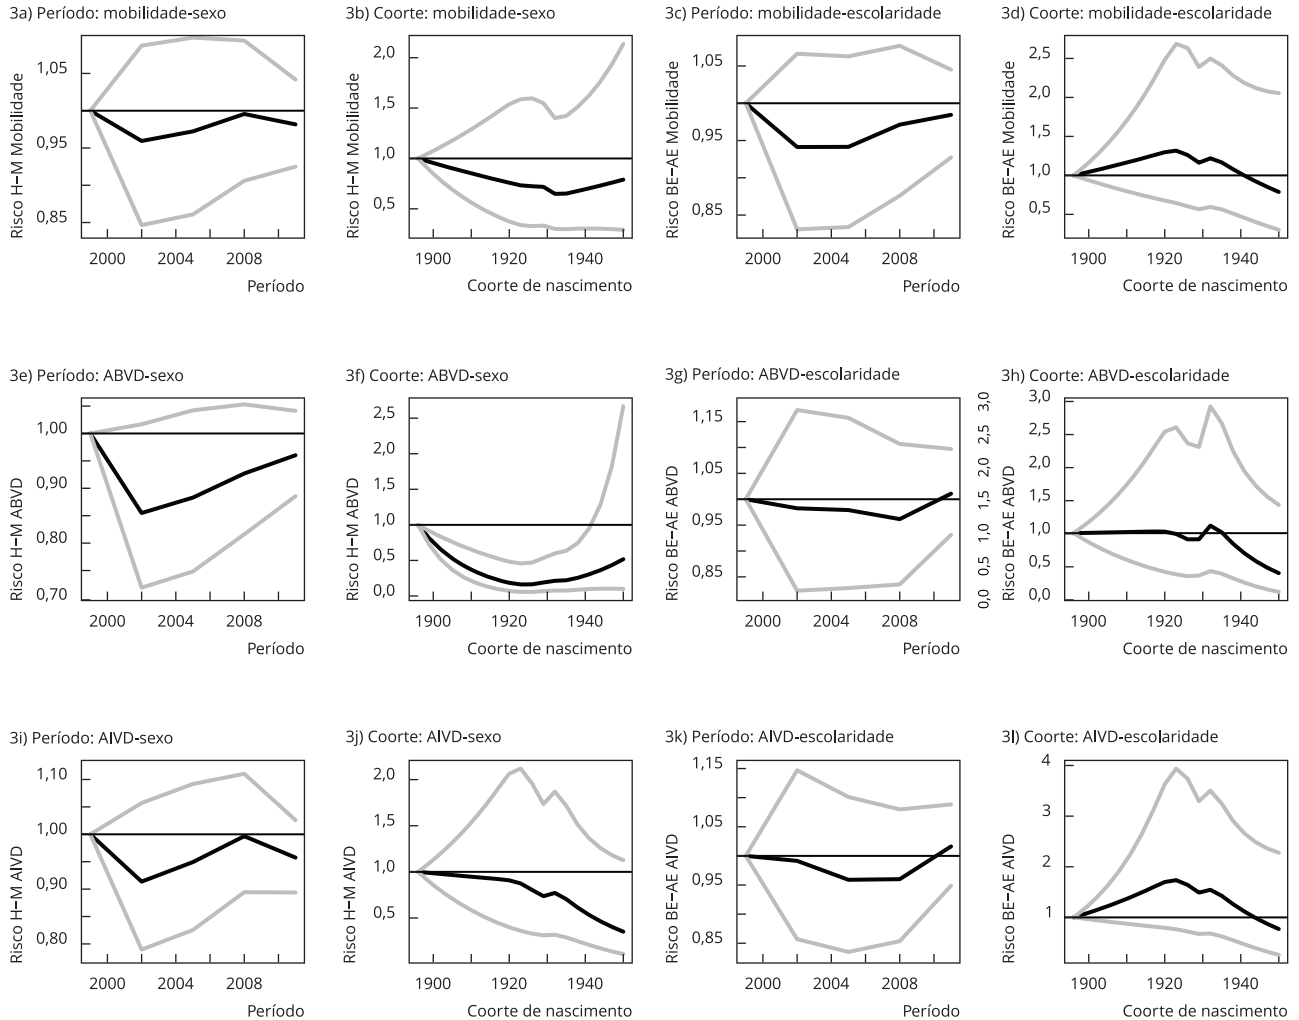 3a) Período: mobilidade-sexo
Risco H–M Mobilidade
1,05
0,95
0,85
2000 2004 2008
Período
3b) Coorte: mobilidade-sexo
Risco H–M Mobilidade
2,0
1,5
1,0
0,5
1900 1920 1940
Coorte de nascimento
3c) Período: mobilidade-escolaridade
Risco BE–AE Mobilidade
1,05
0,95
0,85
2000 2004 2008
Período
3d) Coorte: mobilidade-escolaridade
Risco BE–AE Mobilidade
2,5
2,0
1,5
1,0
0,5
1900 1920 1940
Coorte de nascimento
3e) Período: ABVD-sexo
Risco H–M ABVD
1,00
0,90
0,80
0,70
2000 2004 2008
Período
3f) Coorte: ABVD-sexo
Risco H–M ABVD
2,5
2,0
1,0
0,5
0,0
1900 1920 1940
Coorte de nascimento
3g) Período: ABVD-escolaridade
Risco BE–AE ABVD
1,15
1,05
0,95
0,85
2000 2004 2008
Período
3h) Coorte: ABVD-escolaridade
0,0 0,5 1,0 1,5 2,0 2,5 3,0
Risco BE–AE ABVD
3,0
2,5
2,0
1,5
1,0
0,5
0,0
1900 1920 1940
Coorte de nascimento
3i) Período: AIVD-sexo
Risco H–M AIVD
1,10
1,00
0,90
0,80
2000 2004 2008
Período
3j) Coorte: AIVD-sexo
Risco H–M AIVD
2,0
1,5
1,0
0,5
1900 1920 1940
Coorte de nascimento
3k) Período: AIVD-escolaridade
Risco BE–AE AIVD
1,15
1,05
0,95
0,85
2000 2004 2008
Período
3l) Coorte: AIVD-escolaridade
Risco BE–AE AIVD
4
3
2
1
1900 1920 1940
Coorte de nascimento